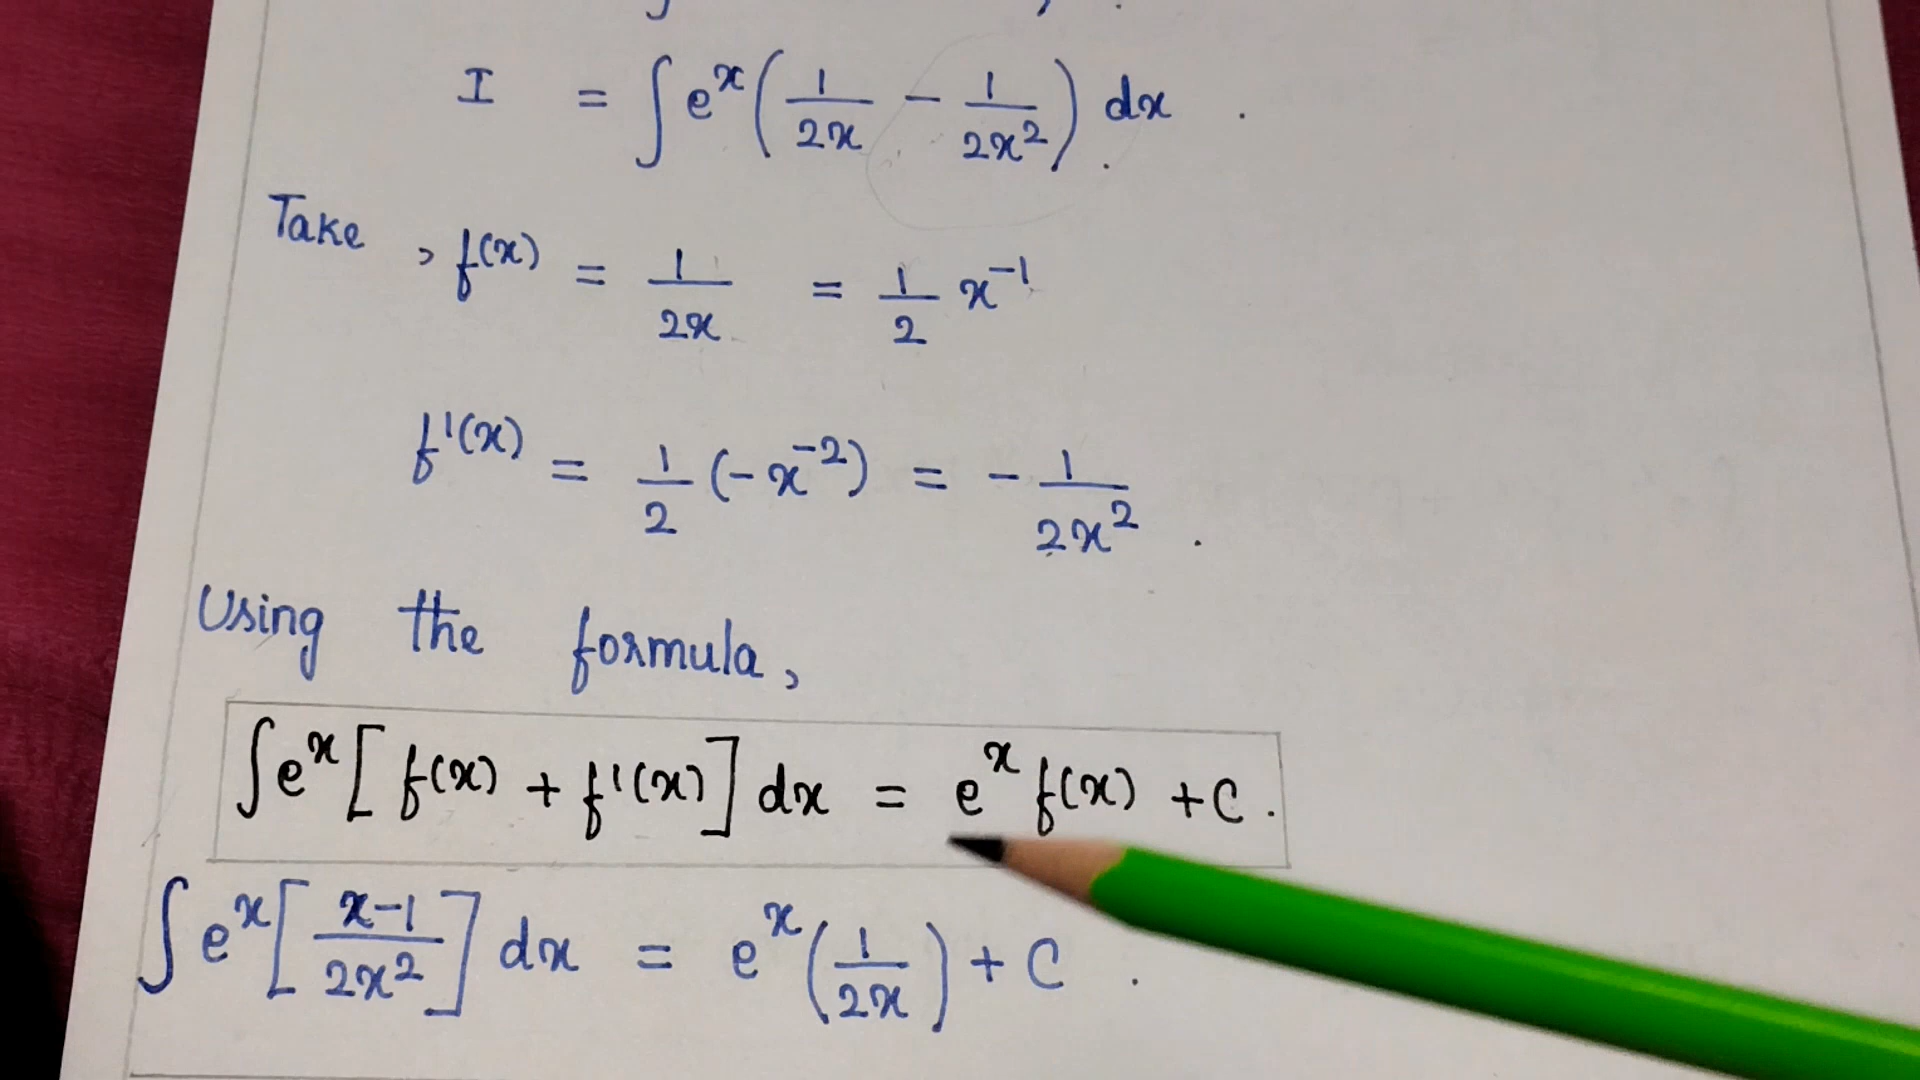 I = ∫ e^x (1/2x − 1/2x²) dx .
Take , f(x) = 1/2x = 1/2 x^-1
f'(x) = 1/2 (−x^-2) = − 1/2x² .
Using the formula,
∫ e^x [ f(x) + f'(x) ] dx = e^x f(x) + C .
∫ e^x [ x−1/2x² ] dx = e^x (1/2x) + C .